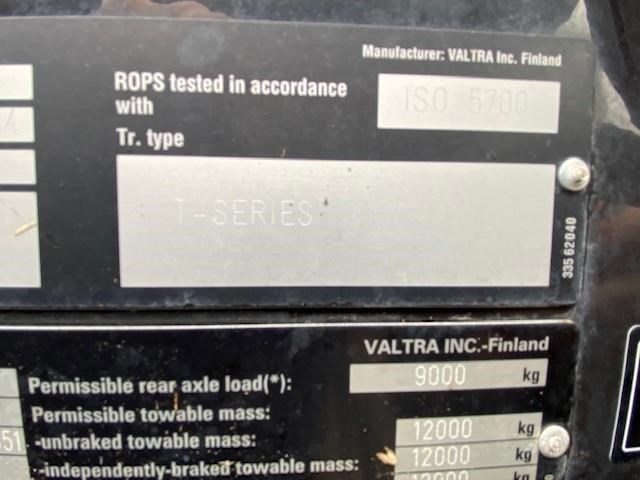 Manufacturer: VALTRA Inc. Finland
ROPS tested in accordance
with
ISO 5700
Tr. type
T-SERIES
33562040
VALTRA INC.-Finland
Permissible rear axle load(*): 9000 kg
Permissible towable mass:
-unbraked towable mass: 12000 kg
-independently-braked towable mass: 12000 kg
kg